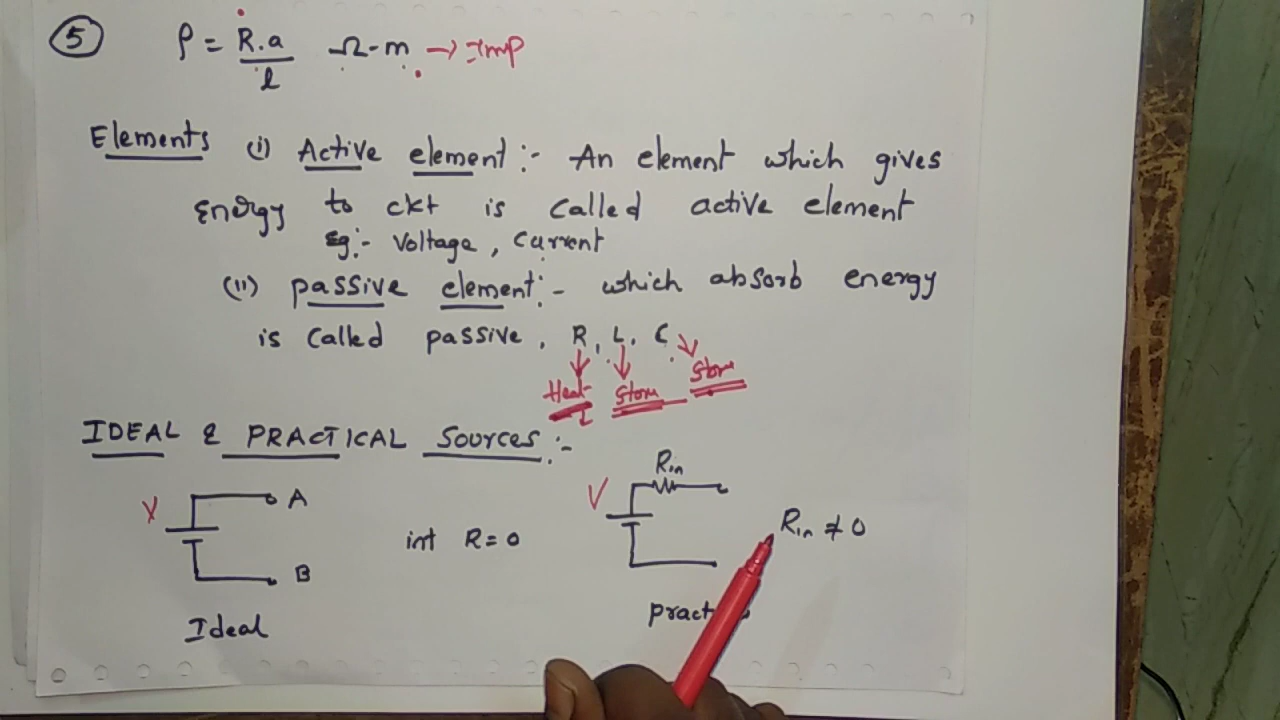 5 ρ = R.a / l Ω-m → Imp
Elements (i) Active element :- An element which gives
Energy to ckt is called active element
Eg:- Voltage, Current
(ii) passive element :- which absorb energy
is called passive, R, L, C
Heat Store Store
IDEAL & PRACTICAL SOURCES :-
V A int R = 0 V Rin Rin ≠ 0
B
Ideal